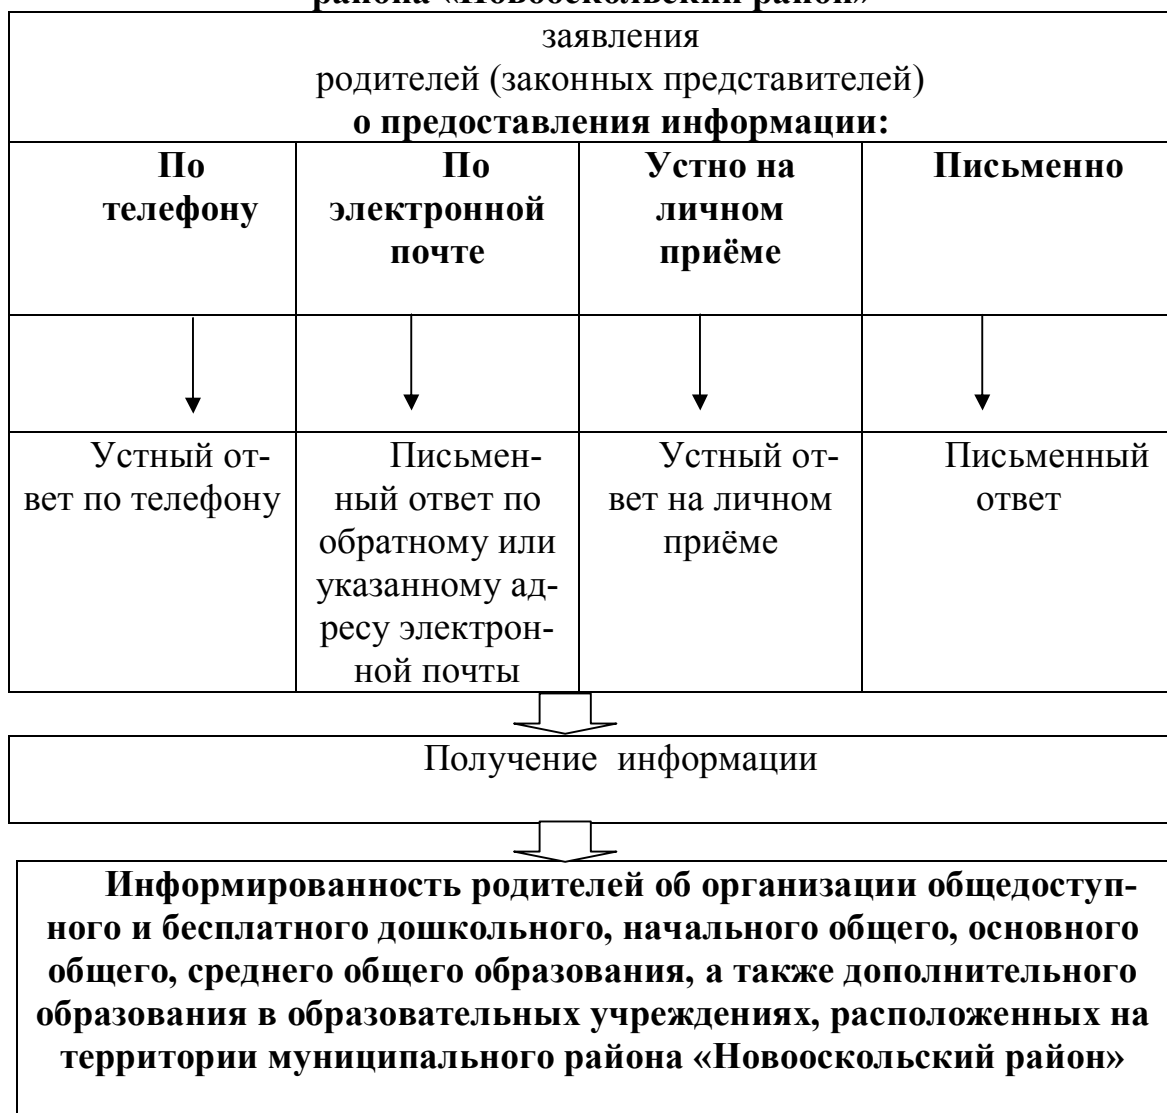 района «Новооскольский район»
заявления
родителей (законных представителей)
о предоставления информации:
По
телефону
По
электронной
почте
Устно на
личном
приёме
Письменно
Устный от-
вет по телефону
Письмен-
ный ответ по
обратному или
указанному ад-
ресу электрон-
ной почты
Устный от-
вет на личном
приёме
Письменный
ответ
Получение информации
Информированность родителей об организации общедоступ-
ного и бесплатного дошкольного, начального общего, основного
общего, среднего общего образования, а также дополнительного
образования в образовательных учреждениях, расположенных на
территории муниципального района «Новооскольский район»